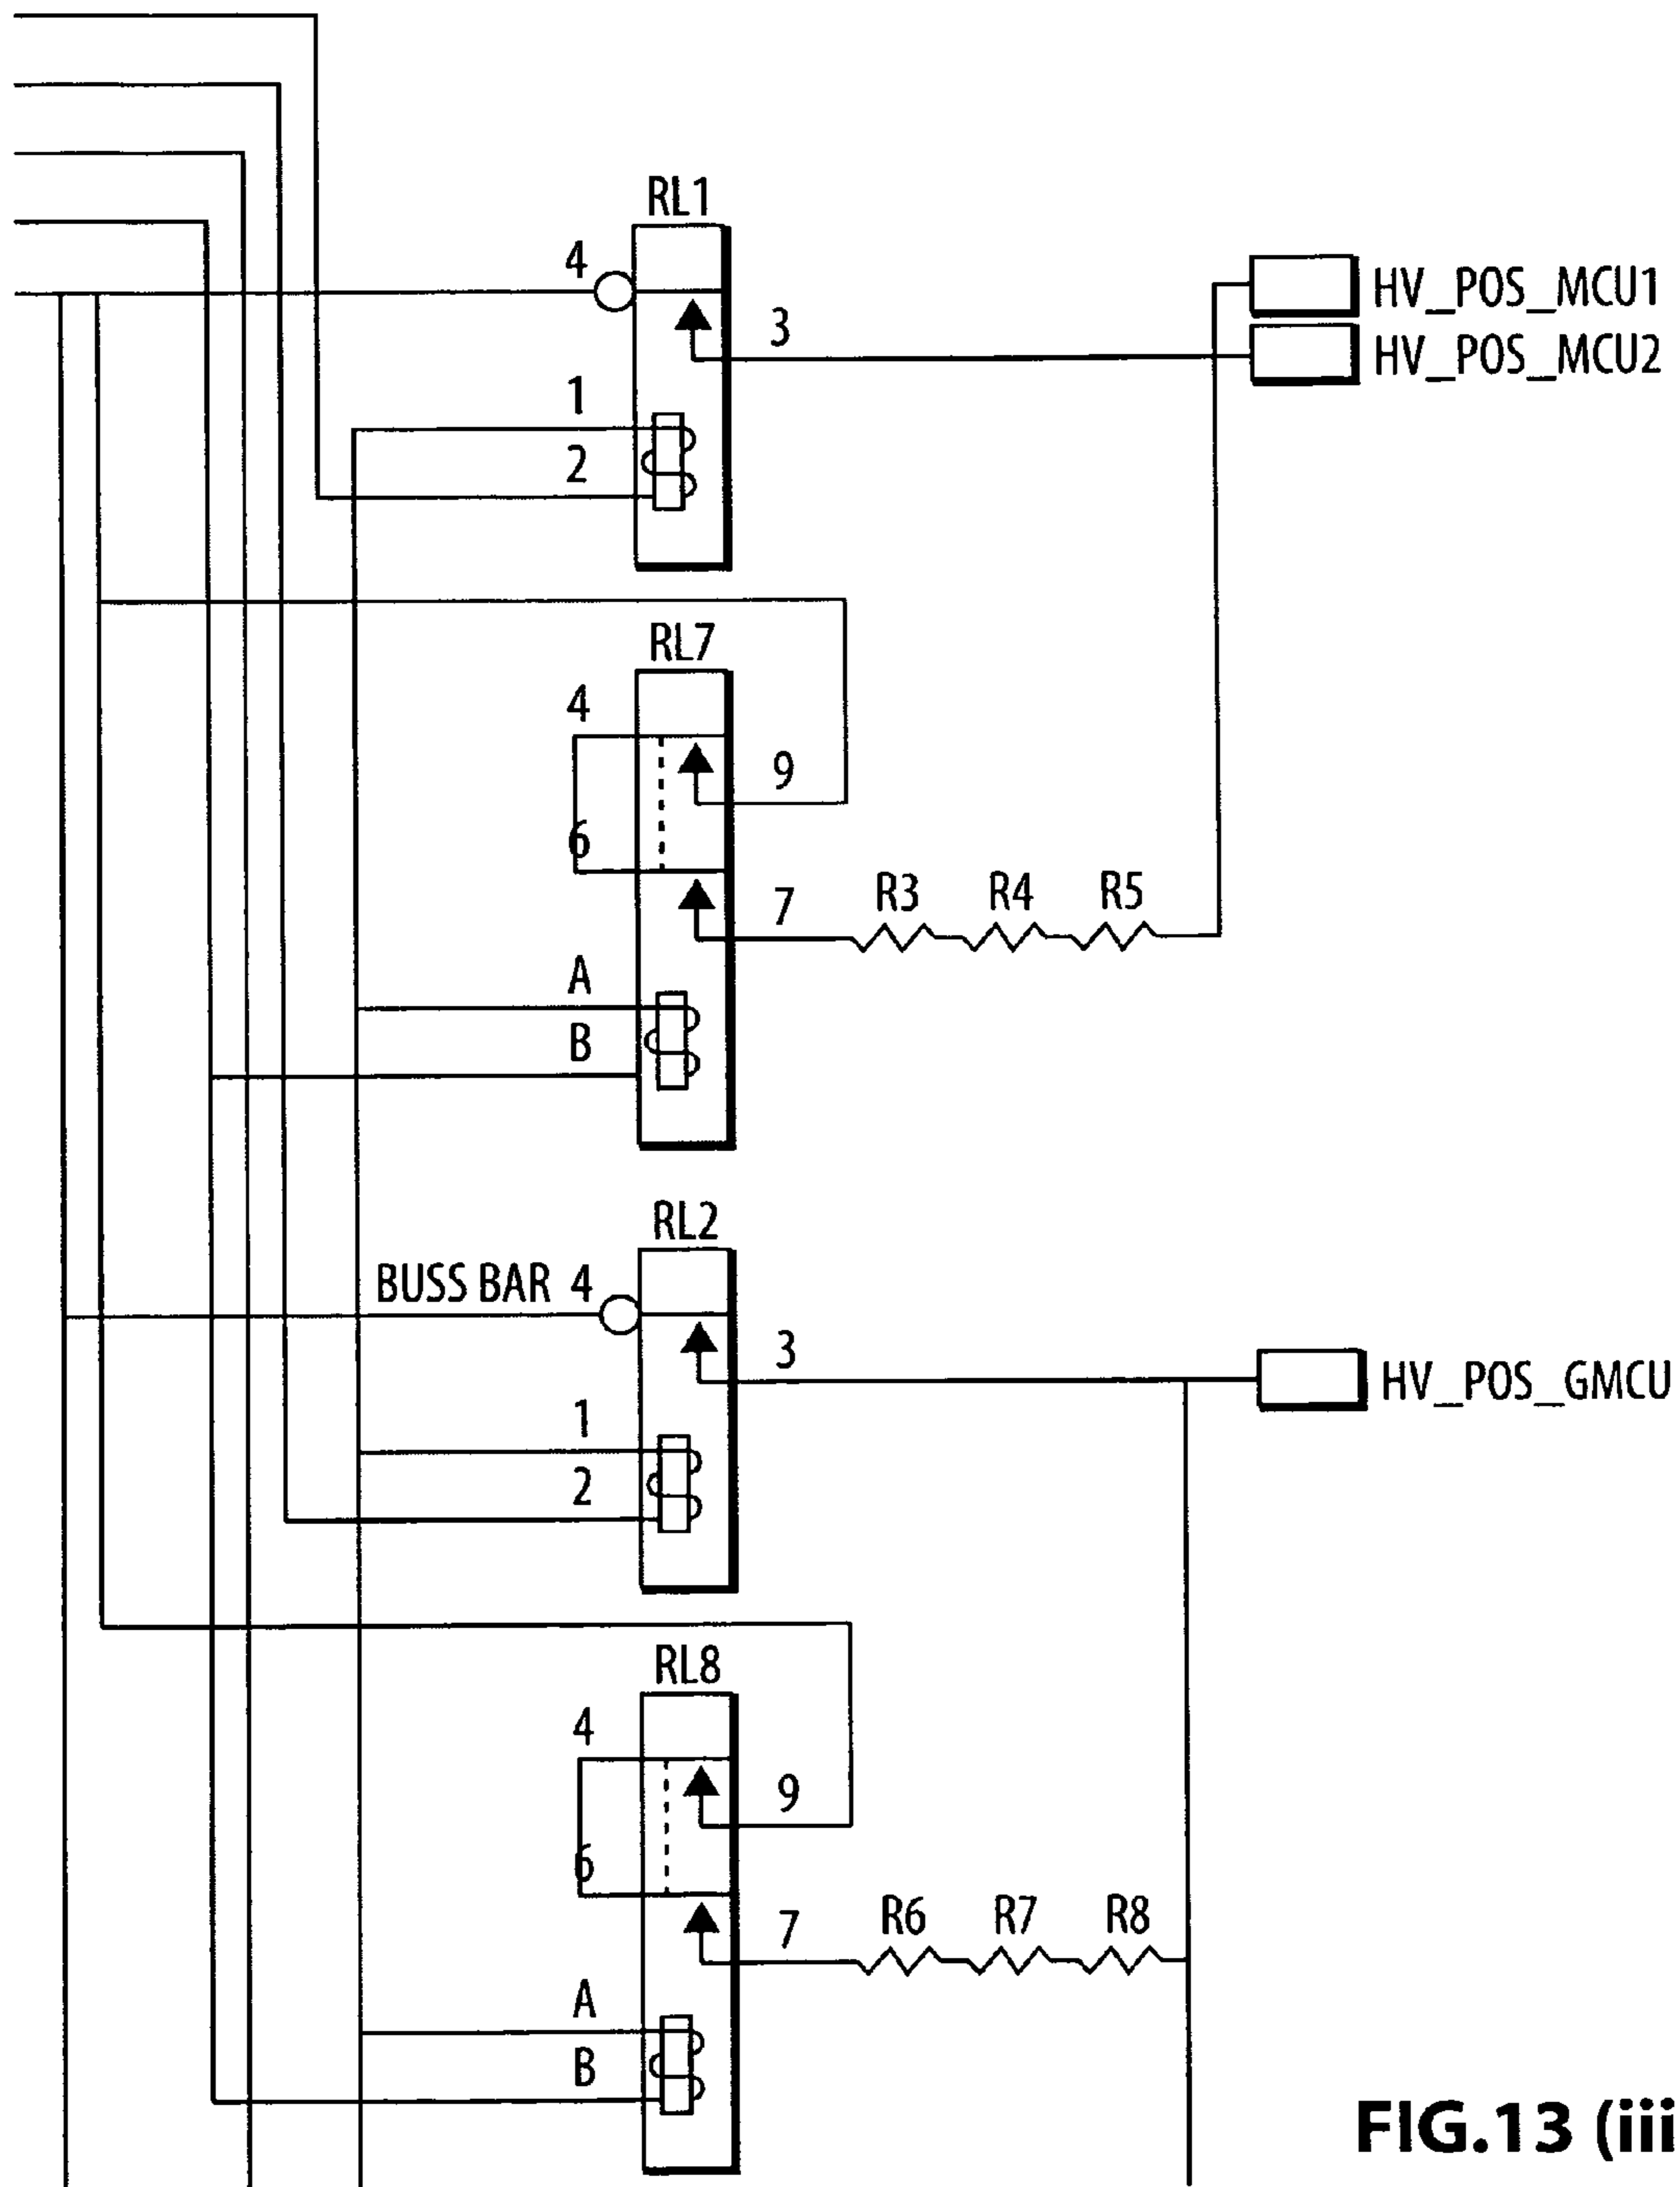 RL1
4
HV_POS_MCU1
3
HV_POS_MCU2
1
2
RL7
4
9
6
7
R3 R4 R5
A
B
RL2
BUSS BAR 4
3
HV_POS_GMCU
1
2
RL8
4
9
6
7
R6 R7 R8
A
B
FIG.13 (iii